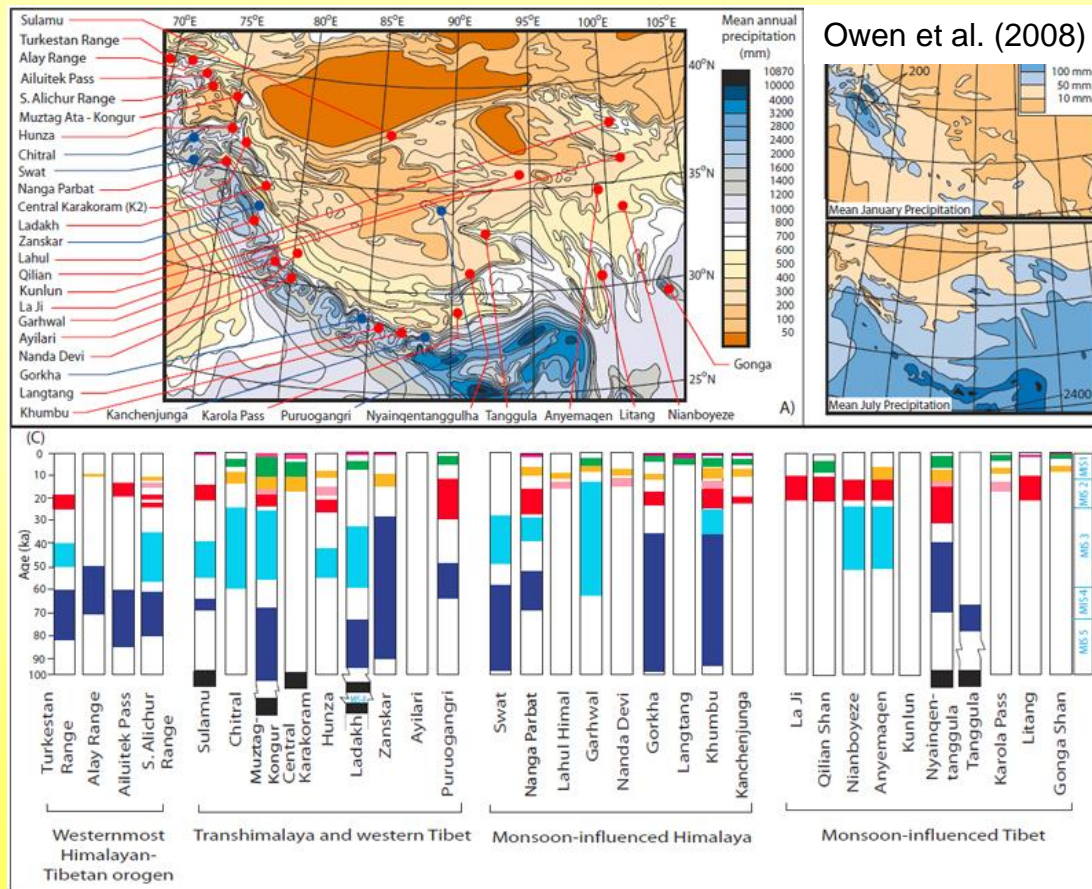 Owen et al. (2008)
70°E 75°E 80°E 85°E 90°E 95°E 100°E 105°E
40°N
35°N
30°N
25°N
Sulamu
Turkestan Range
Alay Range
Ailuitek Pass
S. Alichur Range
Muztag Ata - Kongur
Hunza
Chitral
Swat
Nanga Parbat
Central Karakoram (K2)
Ladakh
Zanskar
Lahul
Qilian
Kunlun
La Ji
Garhwal
Ayilari
Nanda Devi
Gorkha
Langtang
Khumbu
Kanchenjunga Karola Pass Puruogangri Nyainqentanggulha Tanggula Anyemaqen Litang Nianboyeze
Gonga
A)
Mean annual
precipitation
(mm)
10870
10000
4000
3200
2800
2400
2000
1600
1400
1200
1000
800
700
600
500
400
300
200
100
50
200
100 mm
50 mm
10 mm
Mean January Precipitation
2400
Mean July Precipitation
(C)
Age (ka)
0
10
20
30
40
50
60
70
80
90
100
MIS1
MIS 2
MIS 3
MIS 4
MIS 5
Turkestan
Range
Alay Range
Ailuitek Pass
S. Alichur
Range
Sulamu
Chitral
Muztag-
Kongur
Central
Karakoram
Hunza
Ladakh
Zanskar
Ayilari
Puruogangri
Swat
Nanga Parbat
Lahul Himal
Garhwal
Nanda Devi
Gorkha
Langtang
Khumbu
Kanchenjunga
La Ji
Qilian Shan
Nianboyeze
Anyemaqen
Kunlun
Nyainqen-
tanggula
Tanggula
Karola Pass
Litang
Gonga Shan
Westernmost
Himalayan-
Tibetan orogen
Transhimalaya and western Tibet
Monsoon-influenced Himalaya
Monsoon-influenced Tibet